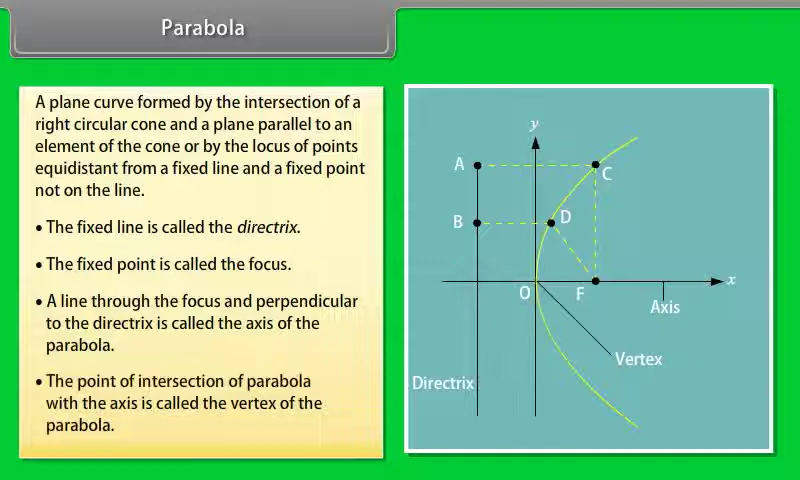 Parabola
A plane curve formed by the intersection of a
right circular cone and a plane parallel to an
element of the cone or by the locus of points
equidistant from a fixed line and a fixed point
not on the line.
• The fixed line is called the directrix.
• The fixed point is called the focus.
• A line through the focus and perpendicular
to the directrix is called the axis of the
parabola.
• The point of intersection of parabola
with the axis is called the vertex of the
parabola.
y
A
C
B
D
x
O
F
Axis
Vertex
Directrix